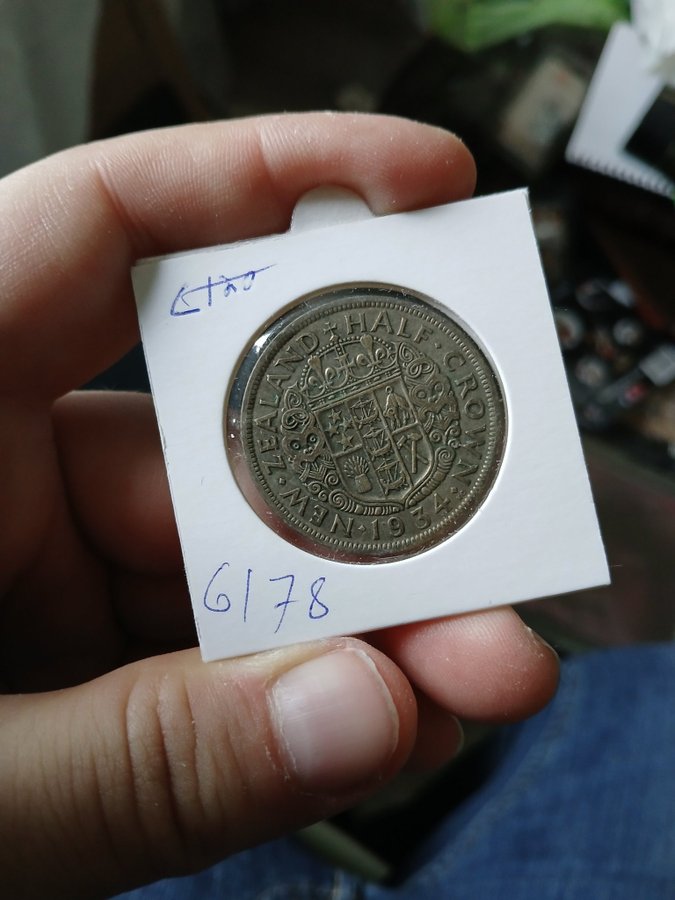 NEW · ZEALAND + HALF · CROWN ·
· 1934 ·
6178